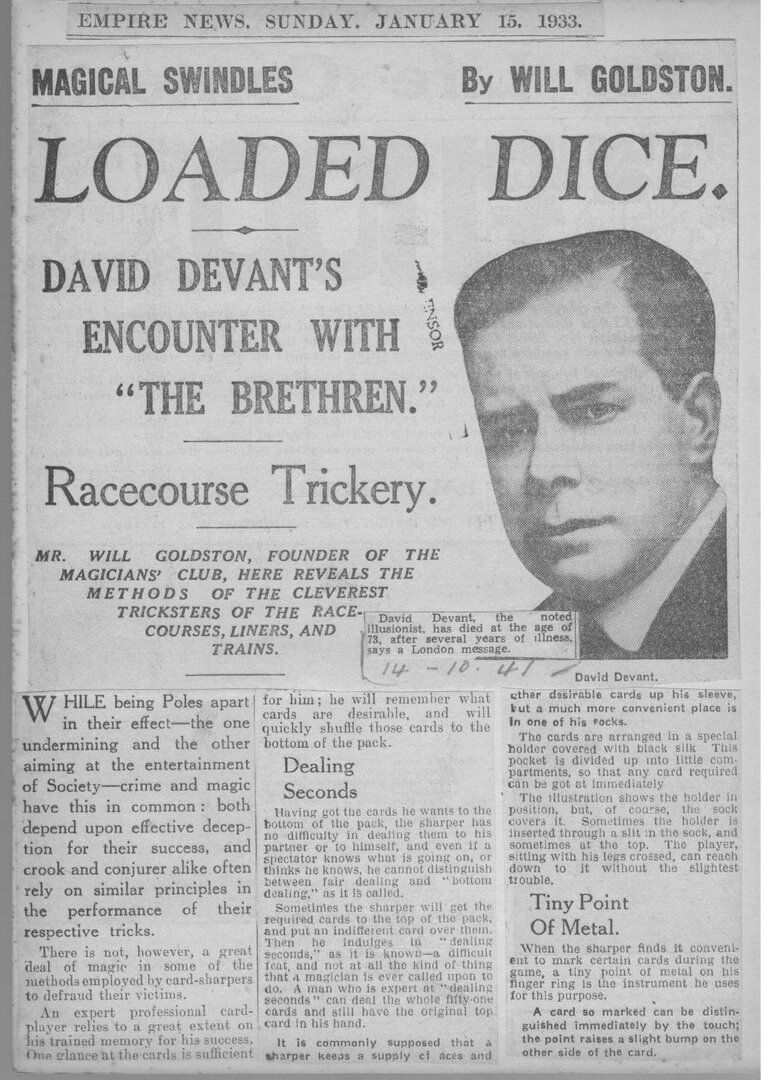 EMPIRE NEWS, SUNDAY, JANUARY 15, 1933.
MAGICAL SWINDLES
By WILL GOLDSTON.
LOADED DICE.
DAVID DEVANT'S
ENCOUNTER WITH
"THE BRETHREN."
Racecourse Trickery.
MR. WILL GOLDSTON, FOUNDER OF THE
MAGICIANS' CLUB, HERE REVEALS THE
METHODS OF THE CLEVEREST
TRICKSTERS OF THE RACE-
COURSES, LINERS, AND
TRAINS.
ENSOR
David Devant, the noted
illusionist, has died at the age of
73, after several years of illness,
says a London message.
14 - 10. 41
David Devant.
WHILE being Poles apart
in their effect—the one
undermining and the other
aiming at the entertainment
of Society—crime and magic
have this in common: both
depend upon effective decep-
tion for their success, and
crook and conjurer alike often
rely on similar principles in
the performance of their
respective tricks.
There is not, however, a great
deal of magic in some of the
methods employed by card-sharpers
to defraud their victims.
An expert professional card-
player relies to a great extent on
his trained memory for his success.
One glance at the cards is sufficient
for him; he will remember what
cards are desirable, and will
quickly shuffle those cards to the
bottom of the pack.
Dealing
Seconds
Having got the cards he wants to the
bottom of the pack, the sharper has
no difficulty in dealing them to his
partner or to himself, and even if a
spectator knows what is going on, or
thinks he knows, he cannot distinguish
between fair dealing and "bottom
dealing," as it is called.
Sometimes the sharper will get the
required cards to the top of the pack,
and put an indifferent card over them.
Then he indulges in "dealing
seconds," as it is known—a difficult
feat, and not at all the kind of thing
that a magician is ever called upon to
do. A man who is expert at "dealing
seconds" can deal the whole fifty-one
cards and still have the original top
card in his hand.
It is commonly supposed that a
sharper keeps a supply of aces and
other desirable cards up his sleeve,
but a much more convenient place is
in one of his socks.
The cards are arranged in a special
holder covered with black silk This
pocket is divided up into little com-
partments, so that any card required
can be got at immediately
The illustration shows the holder in
position, but, of course, the sock
covers it. Sometimes the holder is
inserted through a slit in the sock, and
sometimes at the top. The player,
sitting with his legs crossed, can reach
down to it without the slightest
trouble.
Tiny Point
Of Metal.
When the sharper finds it conveni-
ent to mark certain cards during the
game, a tiny point of metal on his
finger ring is the instrument he uses
for this purpose.
A card so marked can be distin-
guished immediately by the touch;
the point raises a slight bump on the
other side of the card.